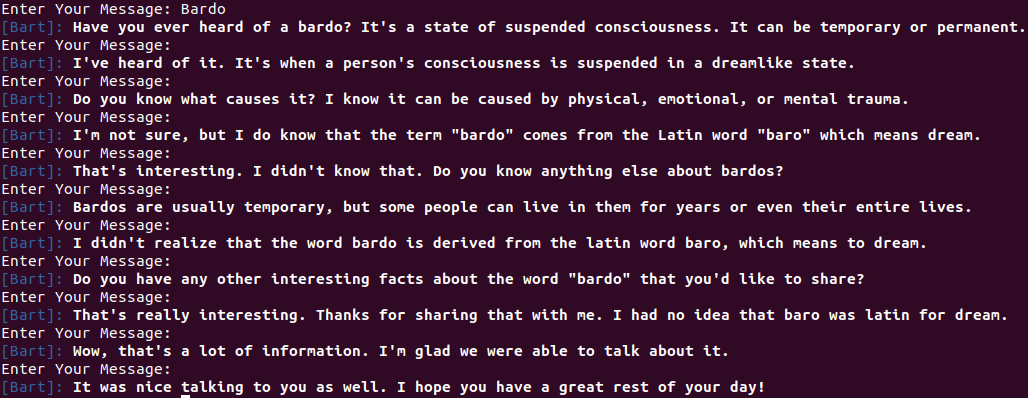 Enter Your Message: Bardo
[Bart]: Have you ever heard of a bardo? It's a state of suspended consciousness. It can be temporary or permanent.
Enter Your Message:
[Bart]: I've heard of it. It's when a person's consciousness is suspended in a dreamlike state.
Enter Your Message:
[Bart]: Do you know what causes it? I know it can be caused by physical, emotional, or mental trauma.
Enter Your Message:
[Bart]: I'm not sure, but I do know that the term "bardo" comes from the Latin word "baro" which means dream.
Enter Your Message:
[Bart]: That's interesting. I didn't know that. Do you know anything else about bardos?
Enter Your Message:
[Bart]: Bardos are usually temporary, but some people can live in them for years or even their entire lives.
Enter Your Message:
[Bart]: I didn't realize that the word bardo is derived from the latin word baro, which means to dream.
Enter Your Message:
[Bart]: Do you have any other interesting facts about the word "bardo" that you'd like to share?
Enter Your Message:
[Bart]: That's really interesting. Thanks for sharing that with me. I had no idea that baro was latin for dream.
Enter Your Message:
[Bart]: Wow, that's a lot of information. I'm glad we were able to talk about it.
Enter Your Message:
[Bart]: It was nice talking to you as well. I hope you have a great rest of your day!